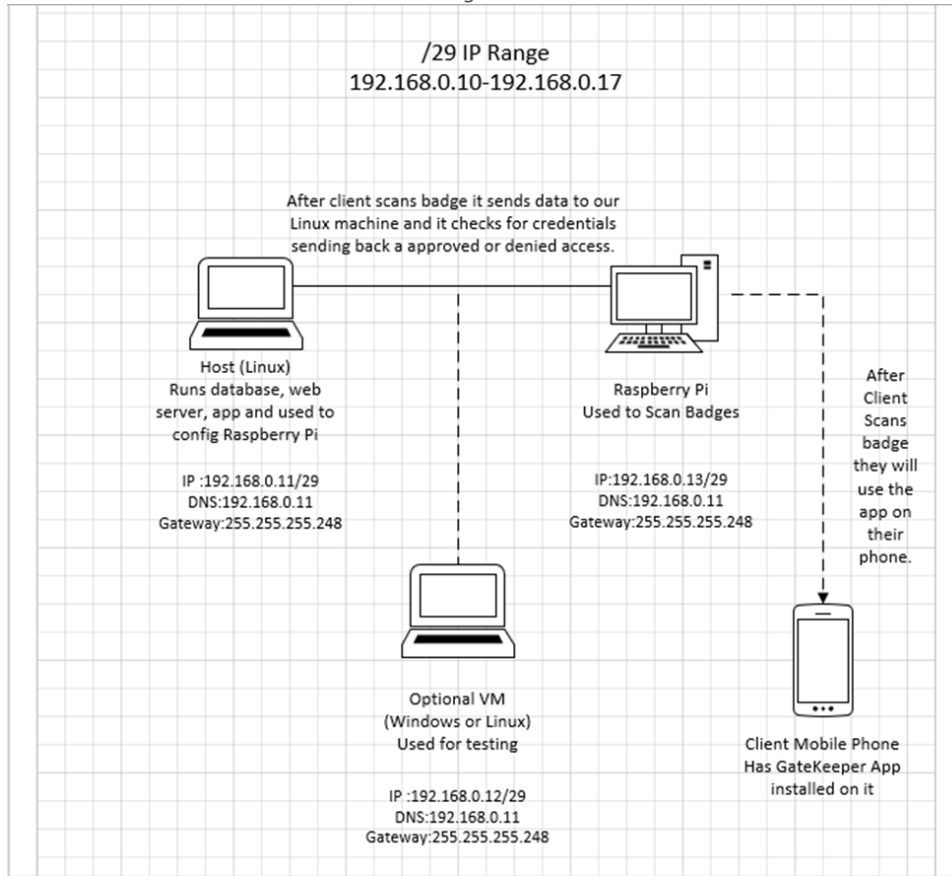 /29 IP Range
192.168.0.10-192.168.0.17
After client scans badge it sends data to our
Linux machine and it checks for credentials
sending back a approved or denied access.
Host (Linux)
Runs database, web
server, app and used to
config Raspberry Pi
IP :192.168.0.11/29
DNS:192.168.0.11
Gateway:255.255.255.248
Raspberry Pi
Used to Scan Badges
IP:192.168.0.13/29
DNS:192.168.0.11
Gateway:255.255.255.248
After
Client
Scans
badge
they will
use the
app on
their
phone.
Optional VM
(Windows or Linux)
Used for testing
IP :192.168.0.12/29
DNS:192.168.0.11
Gateway:255.255.255.248
Client Mobile Phone
Has GateKeeper App
installed on it